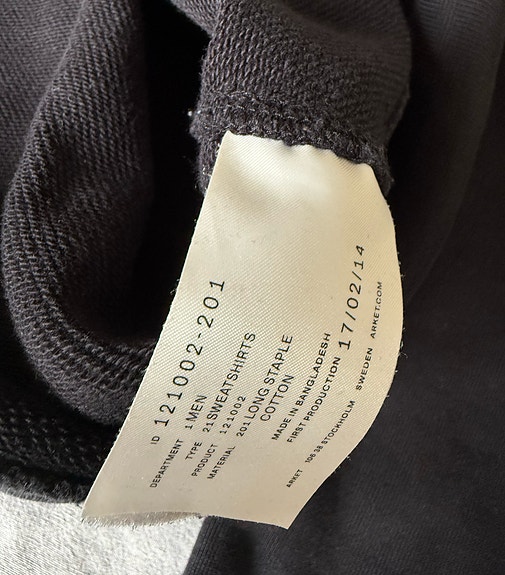 ID 121002-201
DEPARTMENT 1 MEN
TYPE 21 SWEATSHIRTS
PRODUCT 121002
MATERIAL 201 LONG STAPLE
COTTON
MADE IN BANGLADESH
FIRST PRODUCTION 17/02/14
ARKET 106 38 STOCKHOLM SWEDEN ARKET.COM